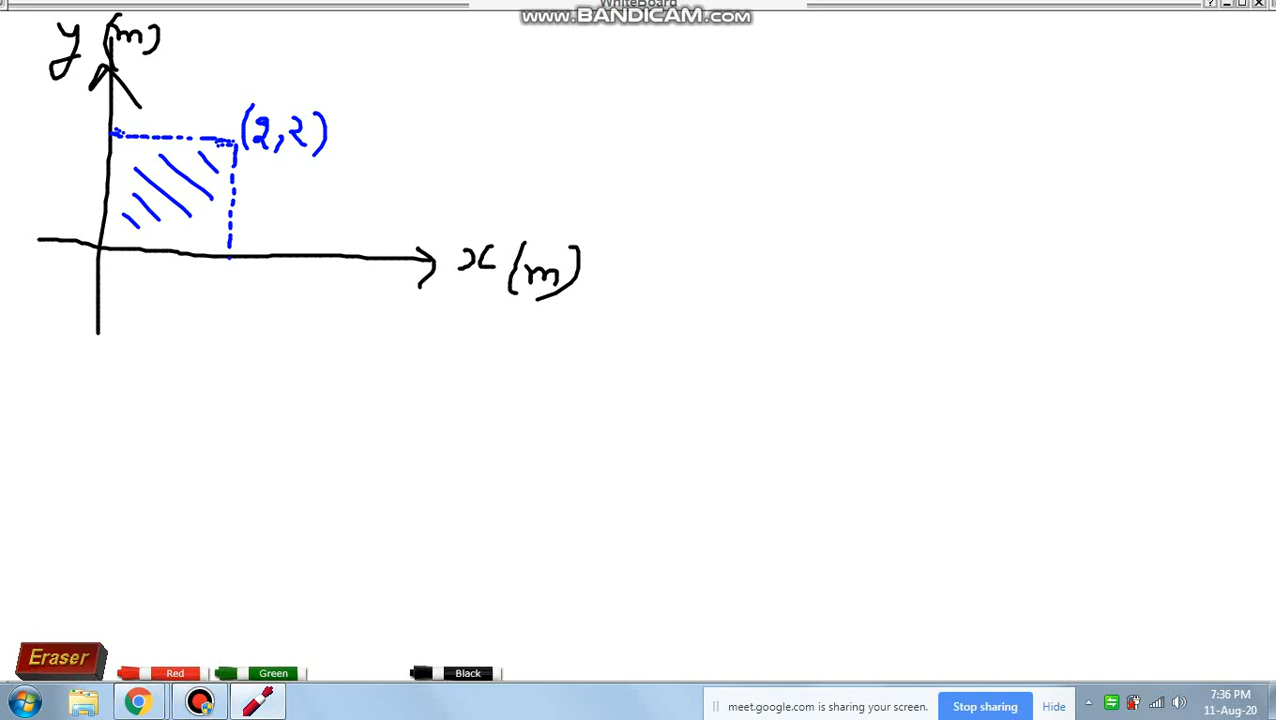 WhiteBoard
www.BANDICAM.com
y (m)
(2,2)
x (m)
Eraser
Red
Green
Black
meet.google.com is sharing your screen.
Stop sharing
Hide
7:36 PM
11-Aug-20